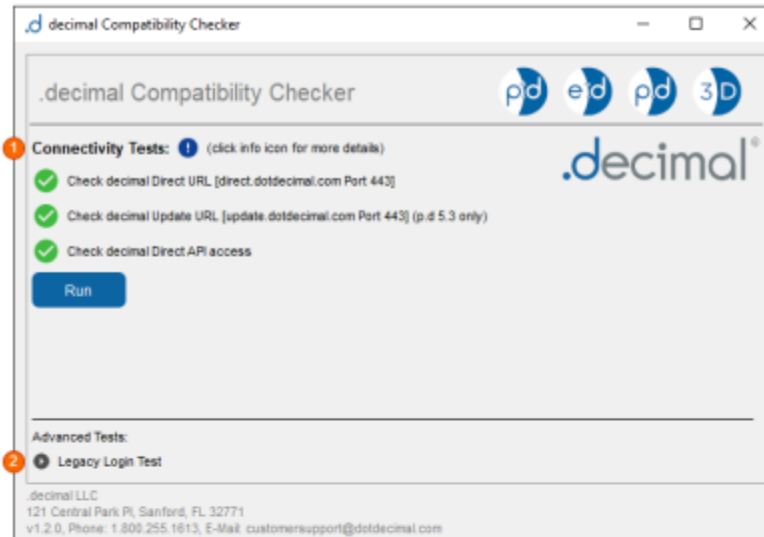 .d decimal Compatibility Checker
.decimal Compatibility Checker
p.d e.d p.d 3D
1 Connectivity Tests: (click info icon for more details)
.decimal®
Check decimal Direct URL [direct.dotdecimal.com Port 443]
Check decimal Update URL [update.dotdecimal.com Port 443] (p.d 5.3 only)
Check decimal Direct API access
Run
Advanced Tests:
2 Legacy Login Test
.decimal LLC
121 Central Park Pl, Sanford, FL 32771
v1.2.0, Phone: 1.800.255.1613, E-Mail: customersupport@dotdecimal.com